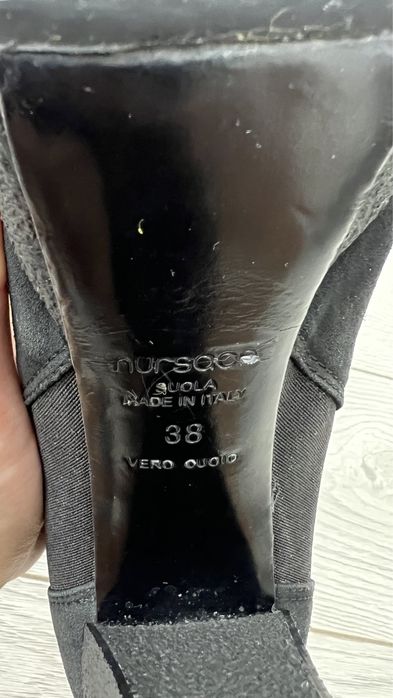 nursace
SUOLA
MADE IN ITALY
38
VERO CUOIO